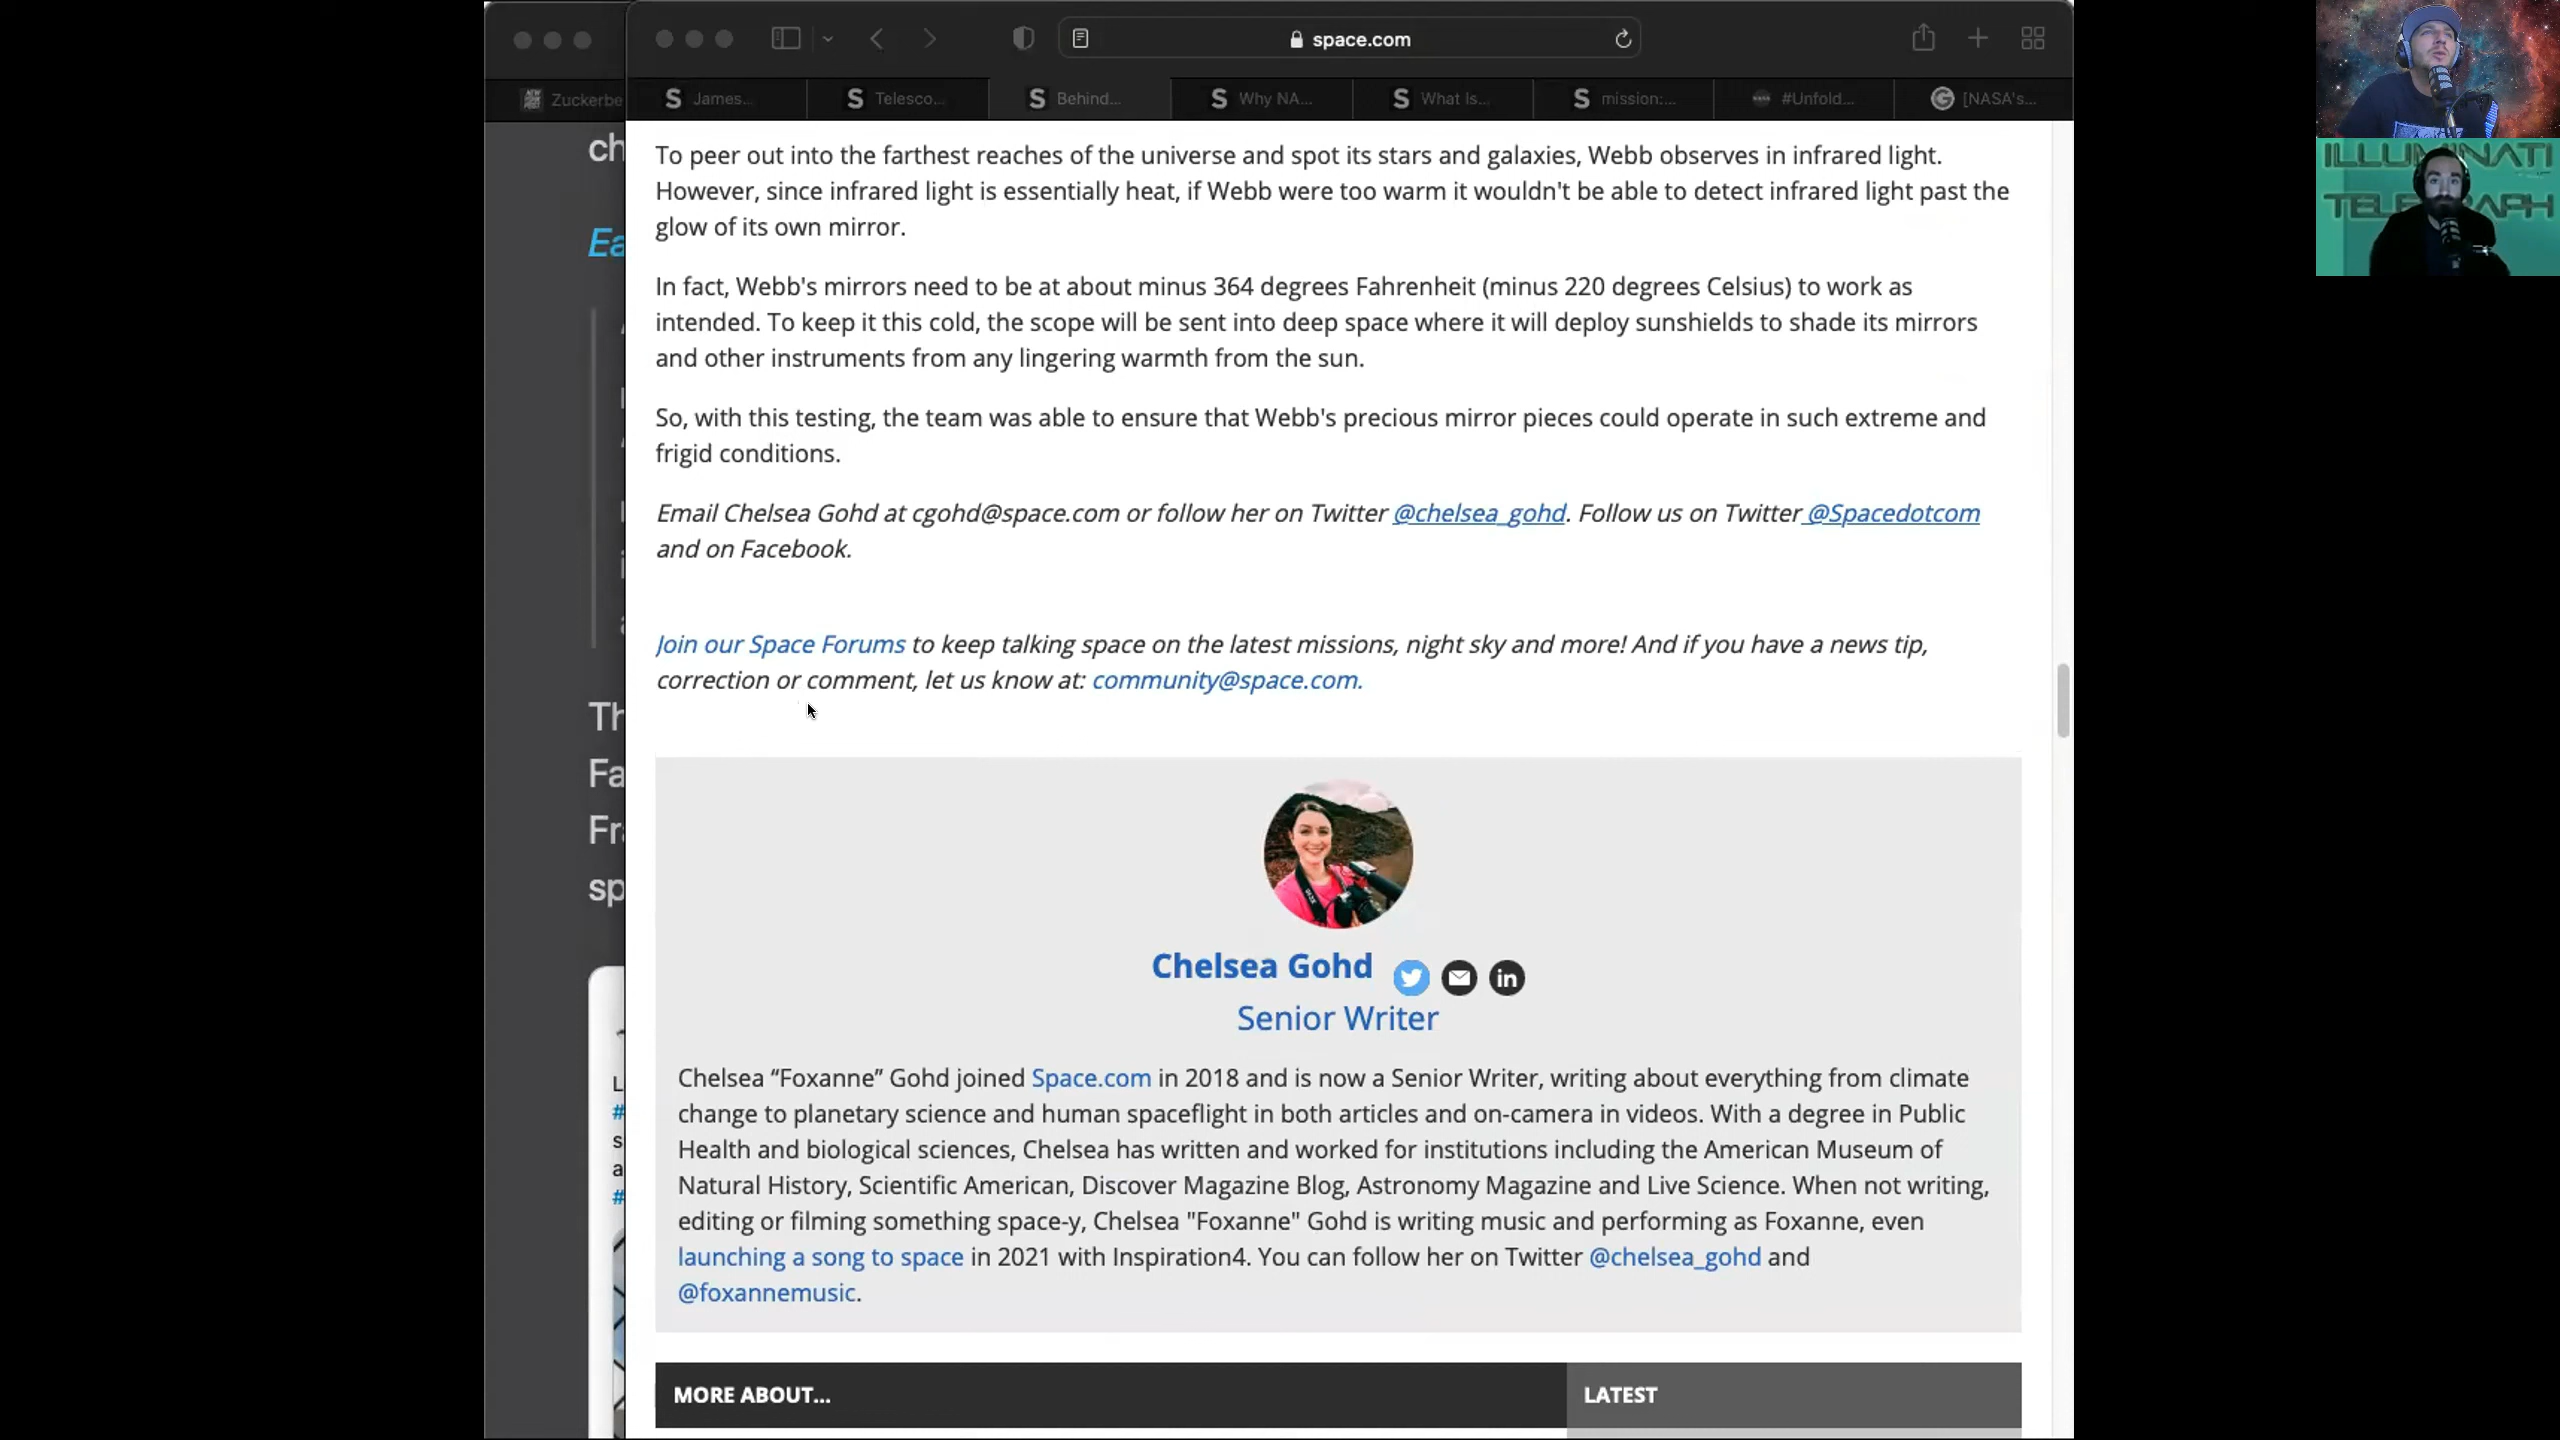 space.com
Zuckerbe
James...
Telesco...
Behind...
Why NA...
What Is...
mission:...
#Unfold...
[NASA's...
ILLUMINATI
TELEGRAPH
ch
Ea
Th
Fa
Fr
sp
L
#
s
a
#
To peer out into the farthest reaches of the universe and spot its stars and galaxies, Webb observes in infrared light.
However, since infrared light is essentially heat, if Webb were too warm it wouldn't be able to detect infrared light past the
glow of its own mirror.
In fact, Webb's mirrors need to be at about minus 364 degrees Fahrenheit (minus 220 degrees Celsius) to work as
intended. To keep it this cold, the scope will be sent into deep space where it will deploy sunshields to shade its mirrors
and other instruments from any lingering warmth from the sun.
So, with this testing, the team was able to ensure that Webb's precious mirror pieces could operate in such extreme and
frigid conditions.
Email Chelsea Gohd at cgohd@space.com or follow her on Twitter @chelsea_gohd. Follow us on Twitter @Spacedotcom
and on Facebook.
Join our Space Forums to keep talking space on the latest missions, night sky and more! And if you have a news tip,
correction or comment, let us know at: community@space.com.
Chelsea Gohd
in
Senior Writer
Chelsea “Foxanne” Gohd joined Space.com in 2018 and is now a Senior Writer, writing about everything from climate
change to planetary science and human spaceflight in both articles and on-camera in videos. With a degree in Public
Health and biological sciences, Chelsea has written and worked for institutions including the American Museum of
Natural History, Scientific American, Discover Magazine Blog, Astronomy Magazine and Live Science. When not writing,
editing or filming something space-y, Chelsea "Foxanne" Gohd is writing music and performing as Foxanne, even
launching a song to space in 2021 with Inspiration4. You can follow her on Twitter @chelsea_gohd and
@foxannemusic.
MORE ABOUT...
LATEST